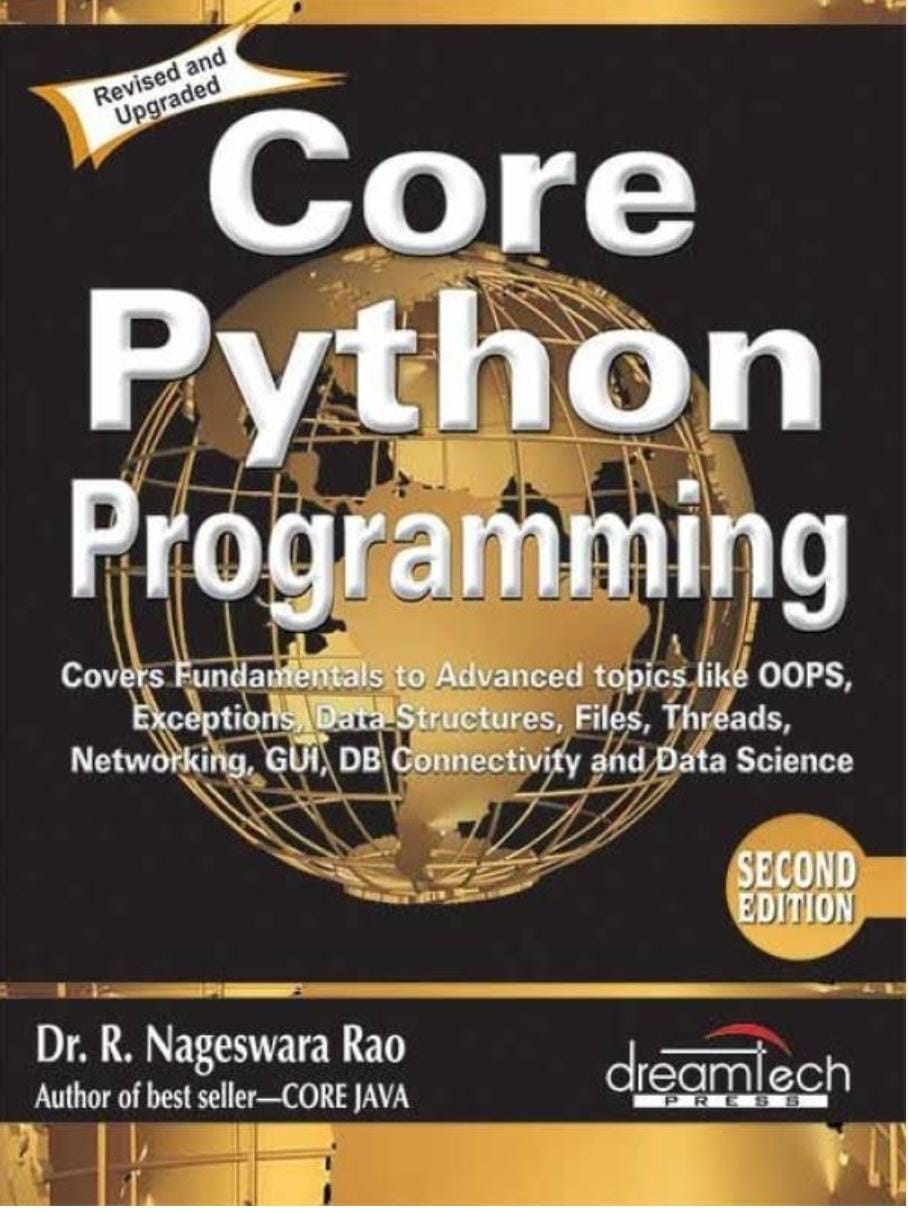 Revised and
Upgraded
Core
Python
Programming
Covers Fundamentals to Advanced topics like OOPS,
Exceptions, Data Structures, Files, Threads,
Networking, GUI, DB Connectivity and Data Science
SECOND
EDITION
Dr. R. Nageswara Rao
Author of best seller—CORE JAVA
dreamtech
PRESS